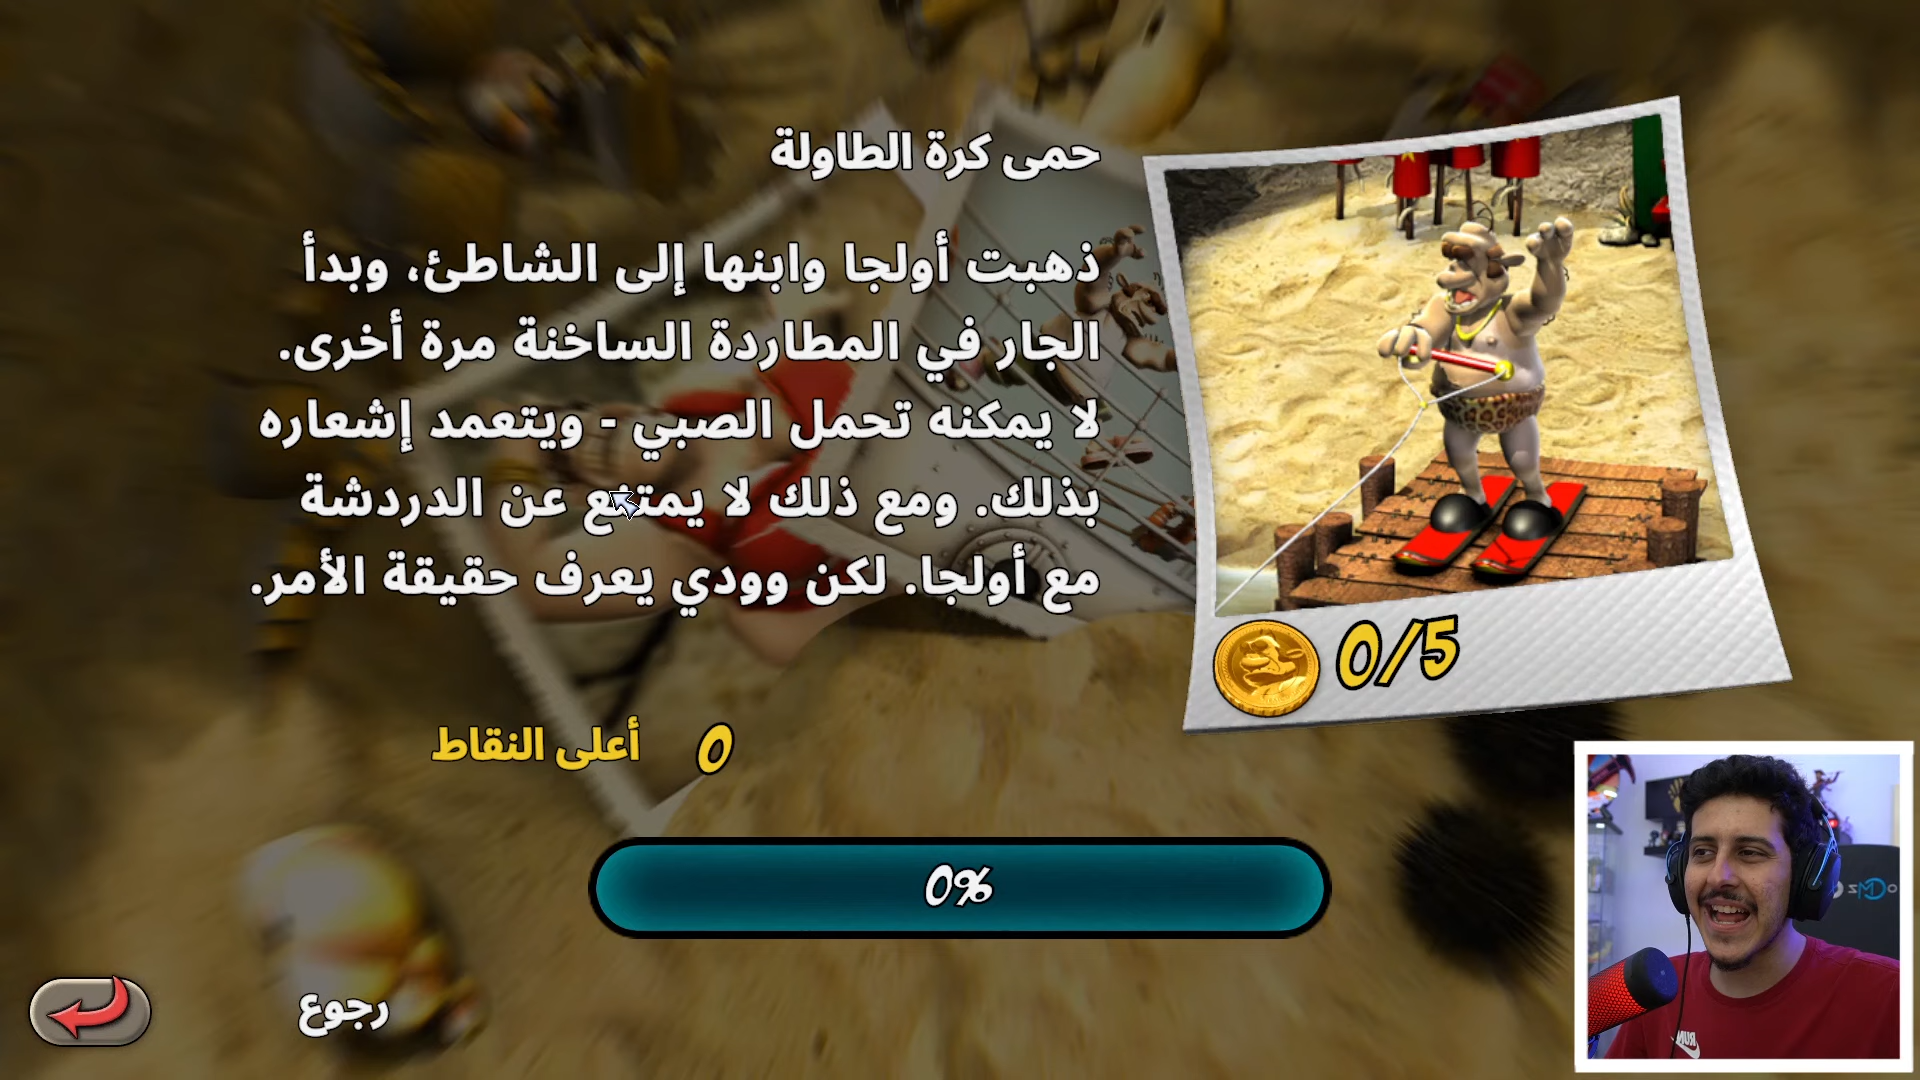 حمى كرة الطاولة
ذهبت أولجا وابنها إلى الشاطئ، وبدأ
الجار في المطاردة الساخنة مرة أخرى.
لا يمكنه تحمل الصبي - ويتعمد إشعاره
بذلك. ومع ذلك لا يمتنع عن الدردشة
مع أولجا. لكن وودي يعرف حقيقة الأمر.
0/5
أعلى النقاط 0
0%
رجوع
RUN